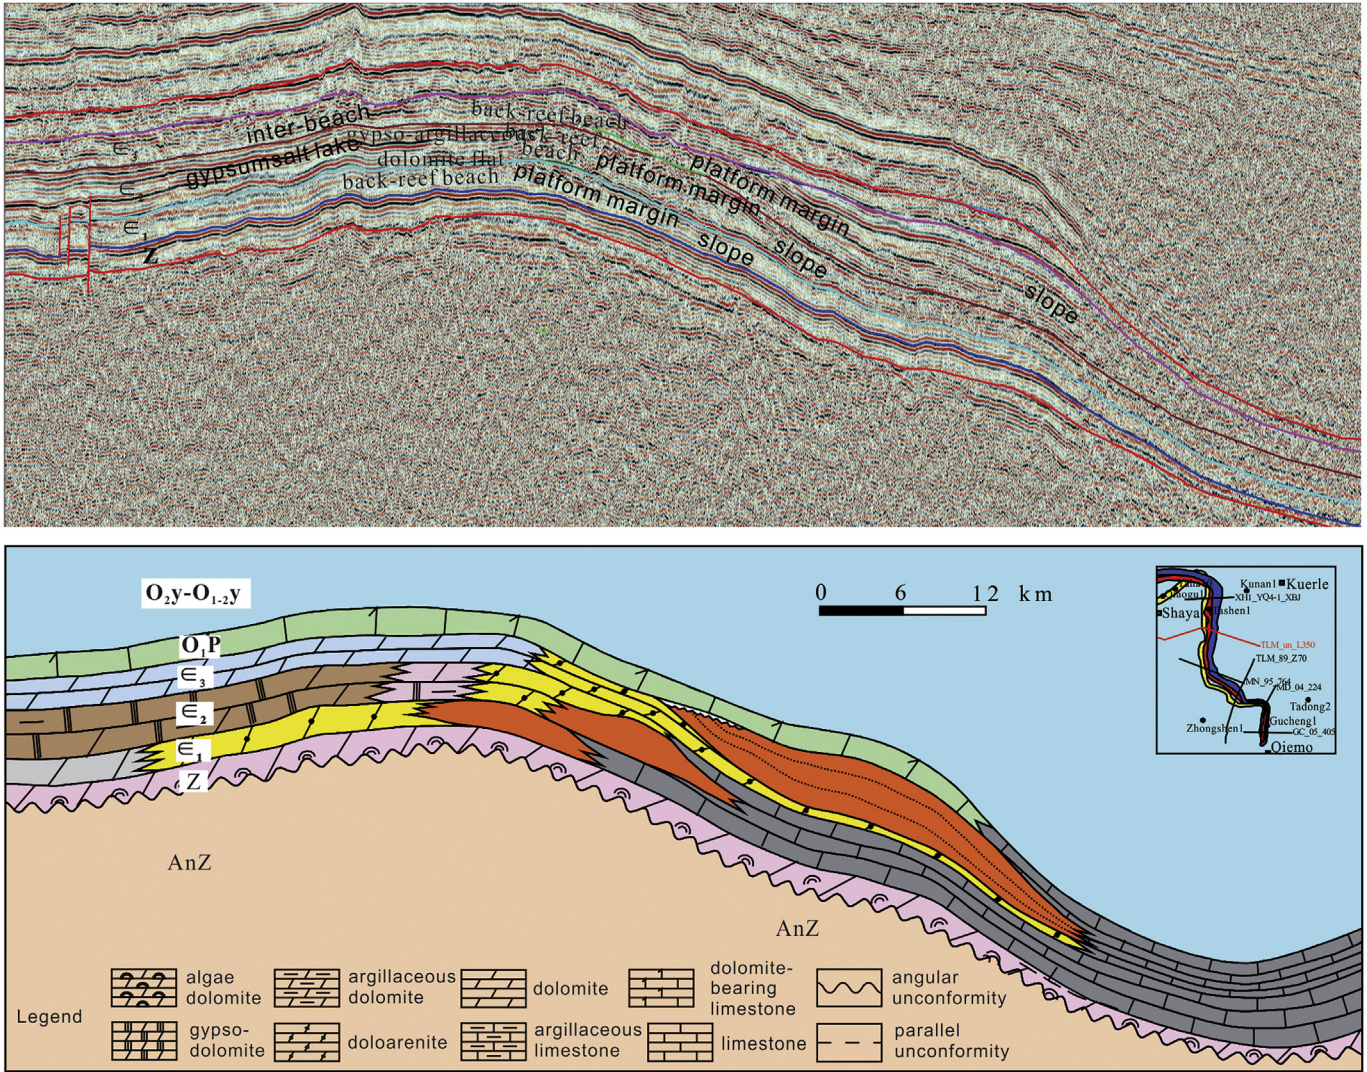 back-reef-beach
inter-beach
gypso-argillaceous
back-reef
beach
gypsumsalt lake
dolomite flat
platform margin
platform margin
back-reef beach
platform margin
∈3
∈
∈1
Z
slope
slope
slope
O2y-O1-2y
0 6 12 km
O1P
∈3
∈2
∈1
Z
AnZ
AnZ
Kunan1
Kuerle
XHI_YQ4-1_XBJ
Shaya
TLM_un_L350
TLM_89_Z70
MN_95_764
MD_04_224
Tadong2
Zhongshen1
Gucheng1
GC_05_405
Qiemo
Legend
algae
dolomite
argillaceous
dolomite
dolomite
dolomite-
bearing
limestone
angular
unconformity
gypso-
dolomite
doloarenite
argillaceous
limestone
limestone
parallel
unconformity